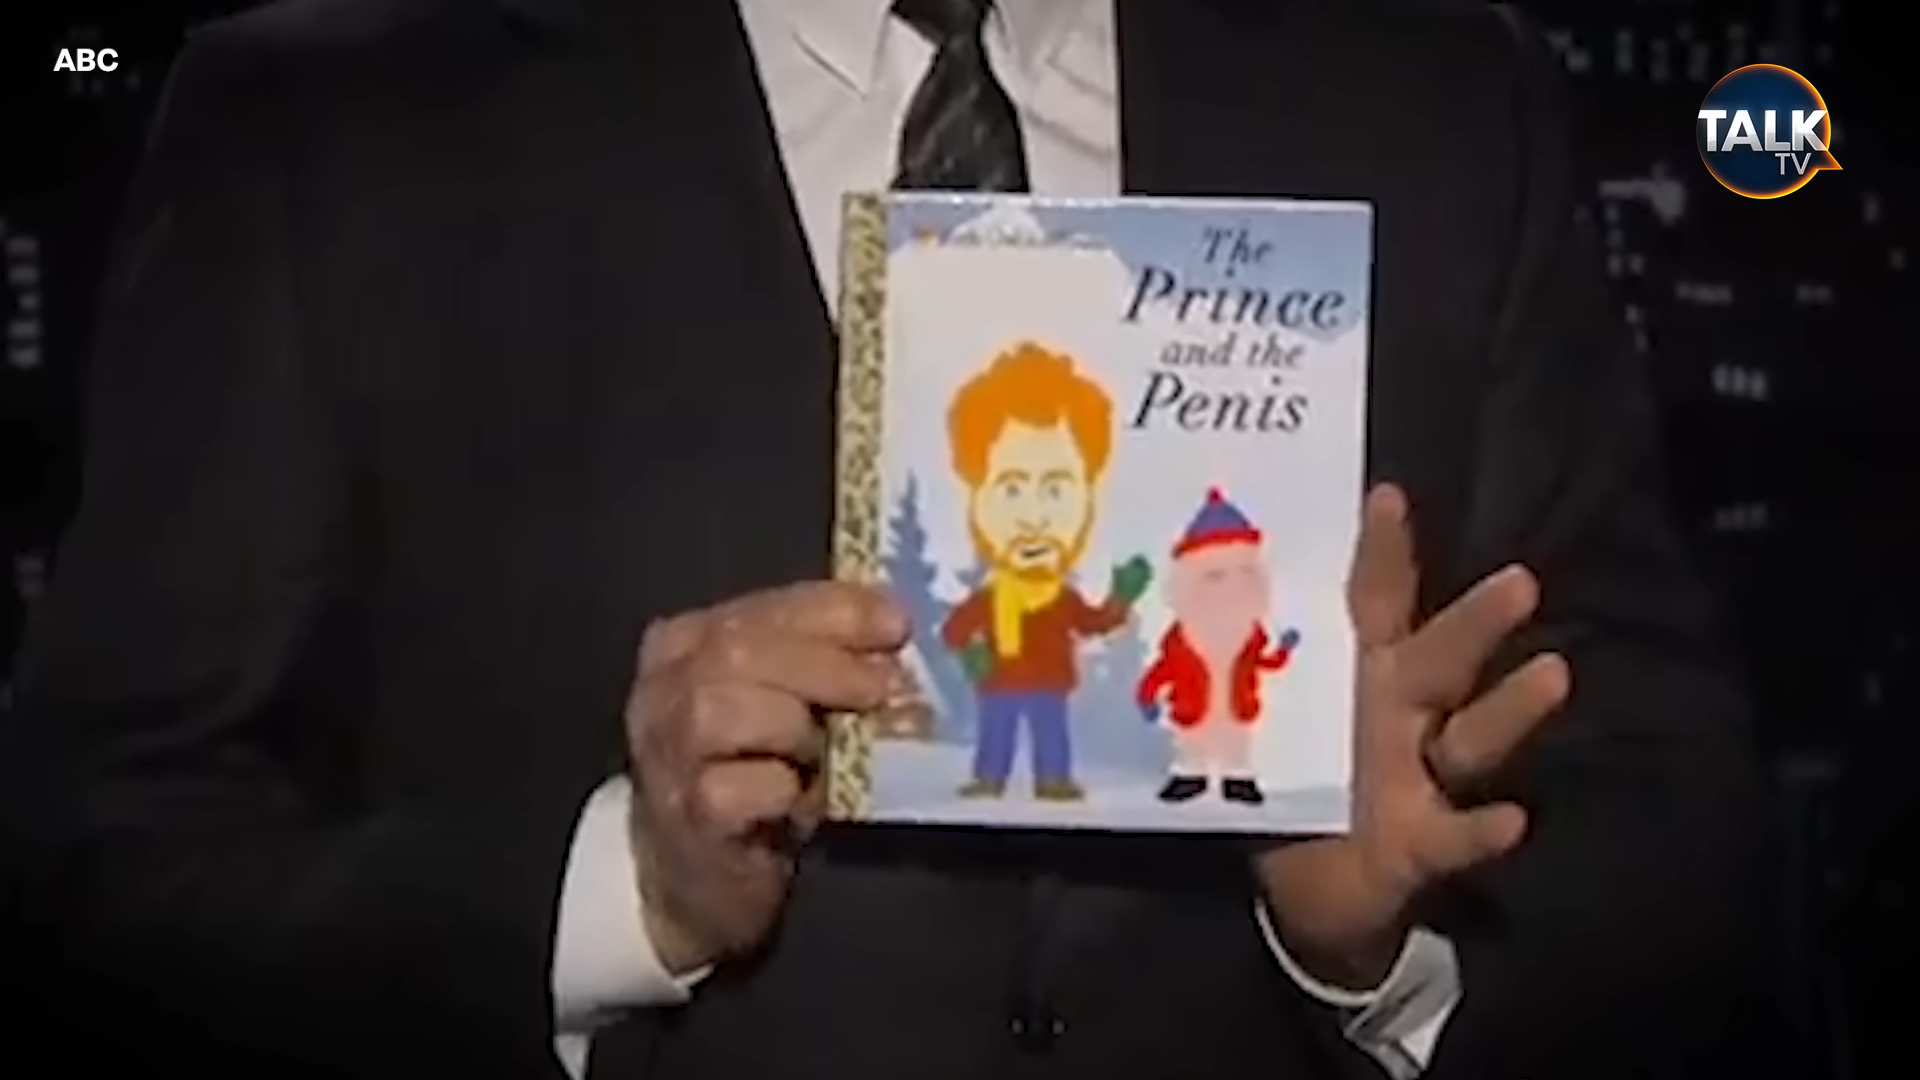 ABC
TALK
TV
The
Prince
and the
Penis